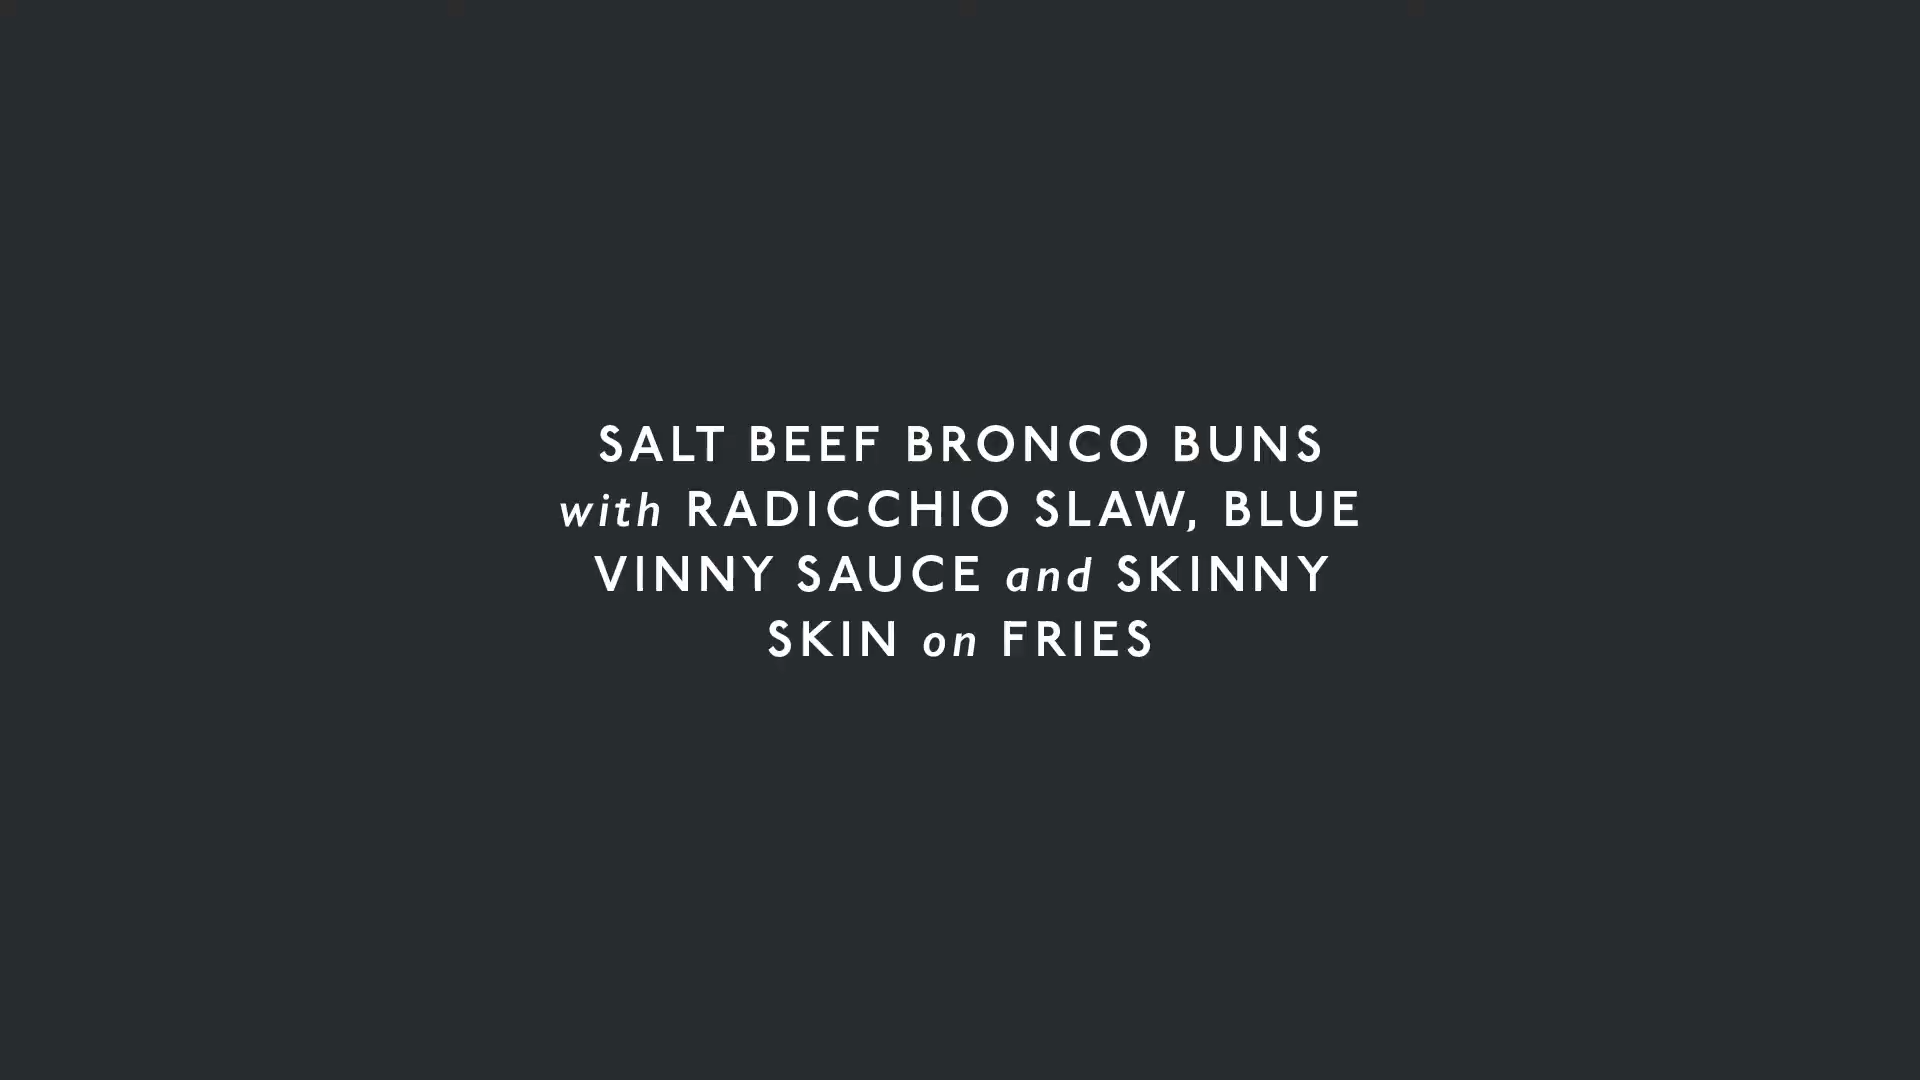 SALT BEEF BRONCO BUNS
with RADICCHIO SLAW, BLUE
VINNY SAUCE and SKINNY
SKIN on FRIES